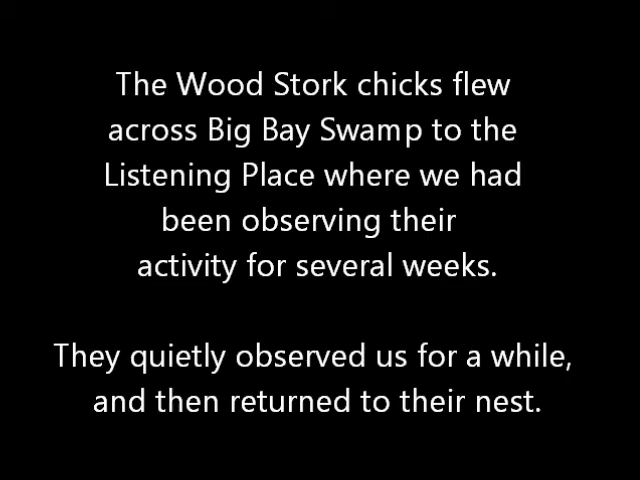 The Wood Stork chicks flew
across Big Bay Swamp to the
Listening Place where we had
been observing their
activity for several weeks.
They quietly observed us for a while,
and then returned to their nest.